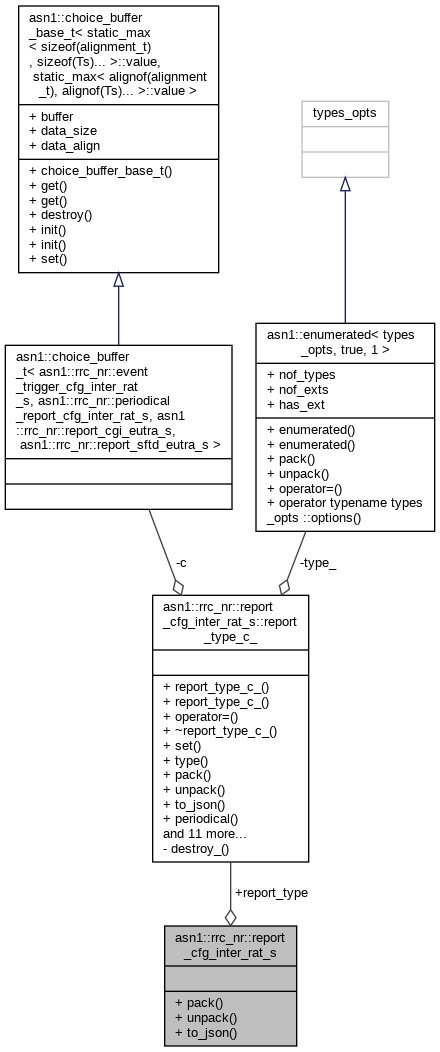 asn1::choice_buffer
_base_t< static_max
< sizeof(alignment_t)
, sizeof(Ts)... >::value,
static_max< alignof(alignment
_t), alignof(Ts)... >::value >
+ buffer
+ data_size
+ data_align
+ choice_buffer_base_t()
+ get()
+ get()
+ destroy()
+ init()
+ init()
+ set()
types_opts
asn1::choice_buffer
_t< asn1::rrc_nr::event
_trigger_cfg_inter_rat
_s, asn1::rrc_nr::periodical
_report_cfg_inter_rat_s, asn1
::rrc_nr::report_cgi_eutra_s,
asn1::rrc_nr::report_sftd_eutra_s >
asn1::enumerated< types
_opts, true, 1 >
+ nof_types
+ nof_exts
+ has_ext
+ enumerated()
+ enumerated()
+ pack()
+ unpack()
+ operator=()
+ operator typename types
_opts ::options()
-c
-type_
asn1::rrc_nr::report
_cfg_inter_rat_s::report
_type_c_
+ report_type_c_()
+ report_type_c_()
+ operator=()
+ ~report_type_c_()
+ set()
+ type()
+ pack()
+ unpack()
+ to_json()
+ periodical()
and 11 more...
- destroy_()
+report_type
asn1::rrc_nr::report
_cfg_inter_rat_s
+ pack()
+ unpack()
+ to_json()